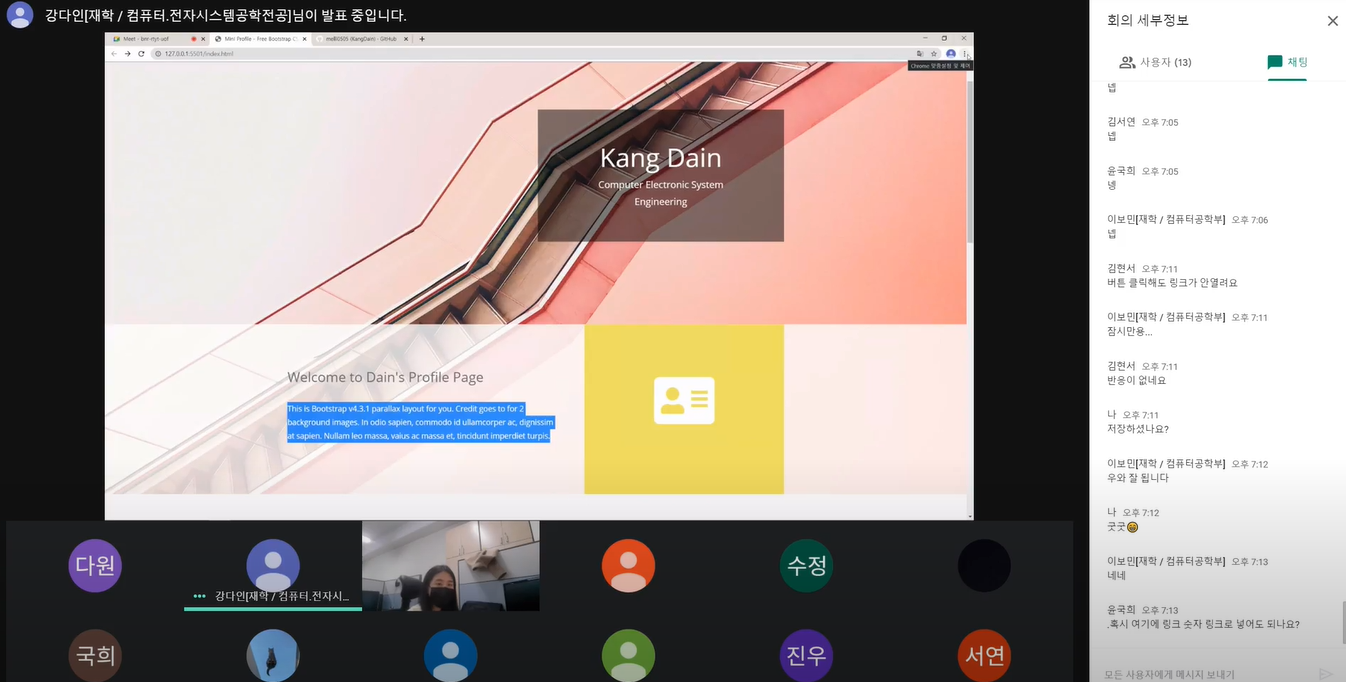 강다인[재학 / 컴퓨터.전자시스템공학전공]님이 발표 중입니다.
Meet - bnr-rtyt-uof
Mini Profile - Free Bootstrap C
molli0505 (KangDain) · GitHub
127.0.0.1:5501/index.html
Chrome 맞춤설정 및 제어
Kang Dain
Computer Electronic System
Engineering
Welcome to Dain's Profile Page
This is Bootstrap v4.3.1 parallax layout for you. Credit goes to for 2
background images. In odio sapien, commodo id ullamcorper ac, dignissim
at sapien. Nullam leo massa, vaius ac massa et, tincidunt imperdiet turpis.
다원
강다인[재학 / 컴퓨터.전자시...
수정
국희
진우
서연
회의 세부정보
사용자 (13)
채팅
넵
김서연 오후 7:05
넵
윤국희 오후 7:05
넹
이보민[재학 / 컴퓨터공학부] 오후 7:06
넵
김현서 오후 7:11
버튼 클릭해도 링크가 안열려요
이보민[재학 / 컴퓨터공학부] 오후 7:11
잠시만용...
김현서 오후 7:11
반응이 없네요
나 오후 7:11
저장하셨나요?
이보민[재학 / 컴퓨터공학부] 오후 7:12
우와 잘 됩니다
나 오후 7:12
굿굿😄
이보민[재학 / 컴퓨터공학부] 오후 7:13
네네
윤국희 오후 7:13
.혹시 여기에 링크 숫자 링크로 넣어도 되나요?
모든 사용자에게 메시지 보내기